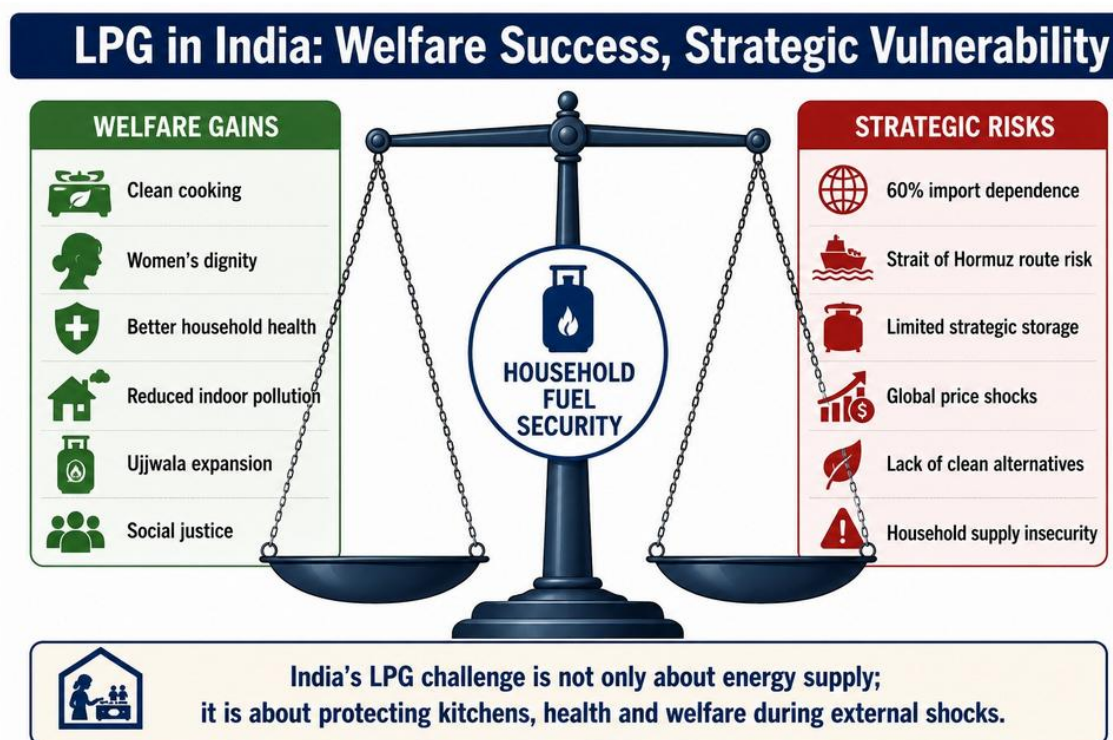 LPG in India: Welfare Success, Strategic Vulnerability
WELFARE GAINS
Clean cooking
Women's dignity
Better household health
Reduced indoor pollution
Ujjwala expansion
Social justice
HOUSEHOLD
FUEL
SECURITY
STRATEGIC RISKS
60% import dependence
Strait of Hormuz route risk
Limited strategic storage
$
Global price shocks
Lack of clean alternatives
!
Household supply insecurity
India's LPG challenge is not only about energy supply;
it is about protecting kitchens, health and welfare during external shocks.